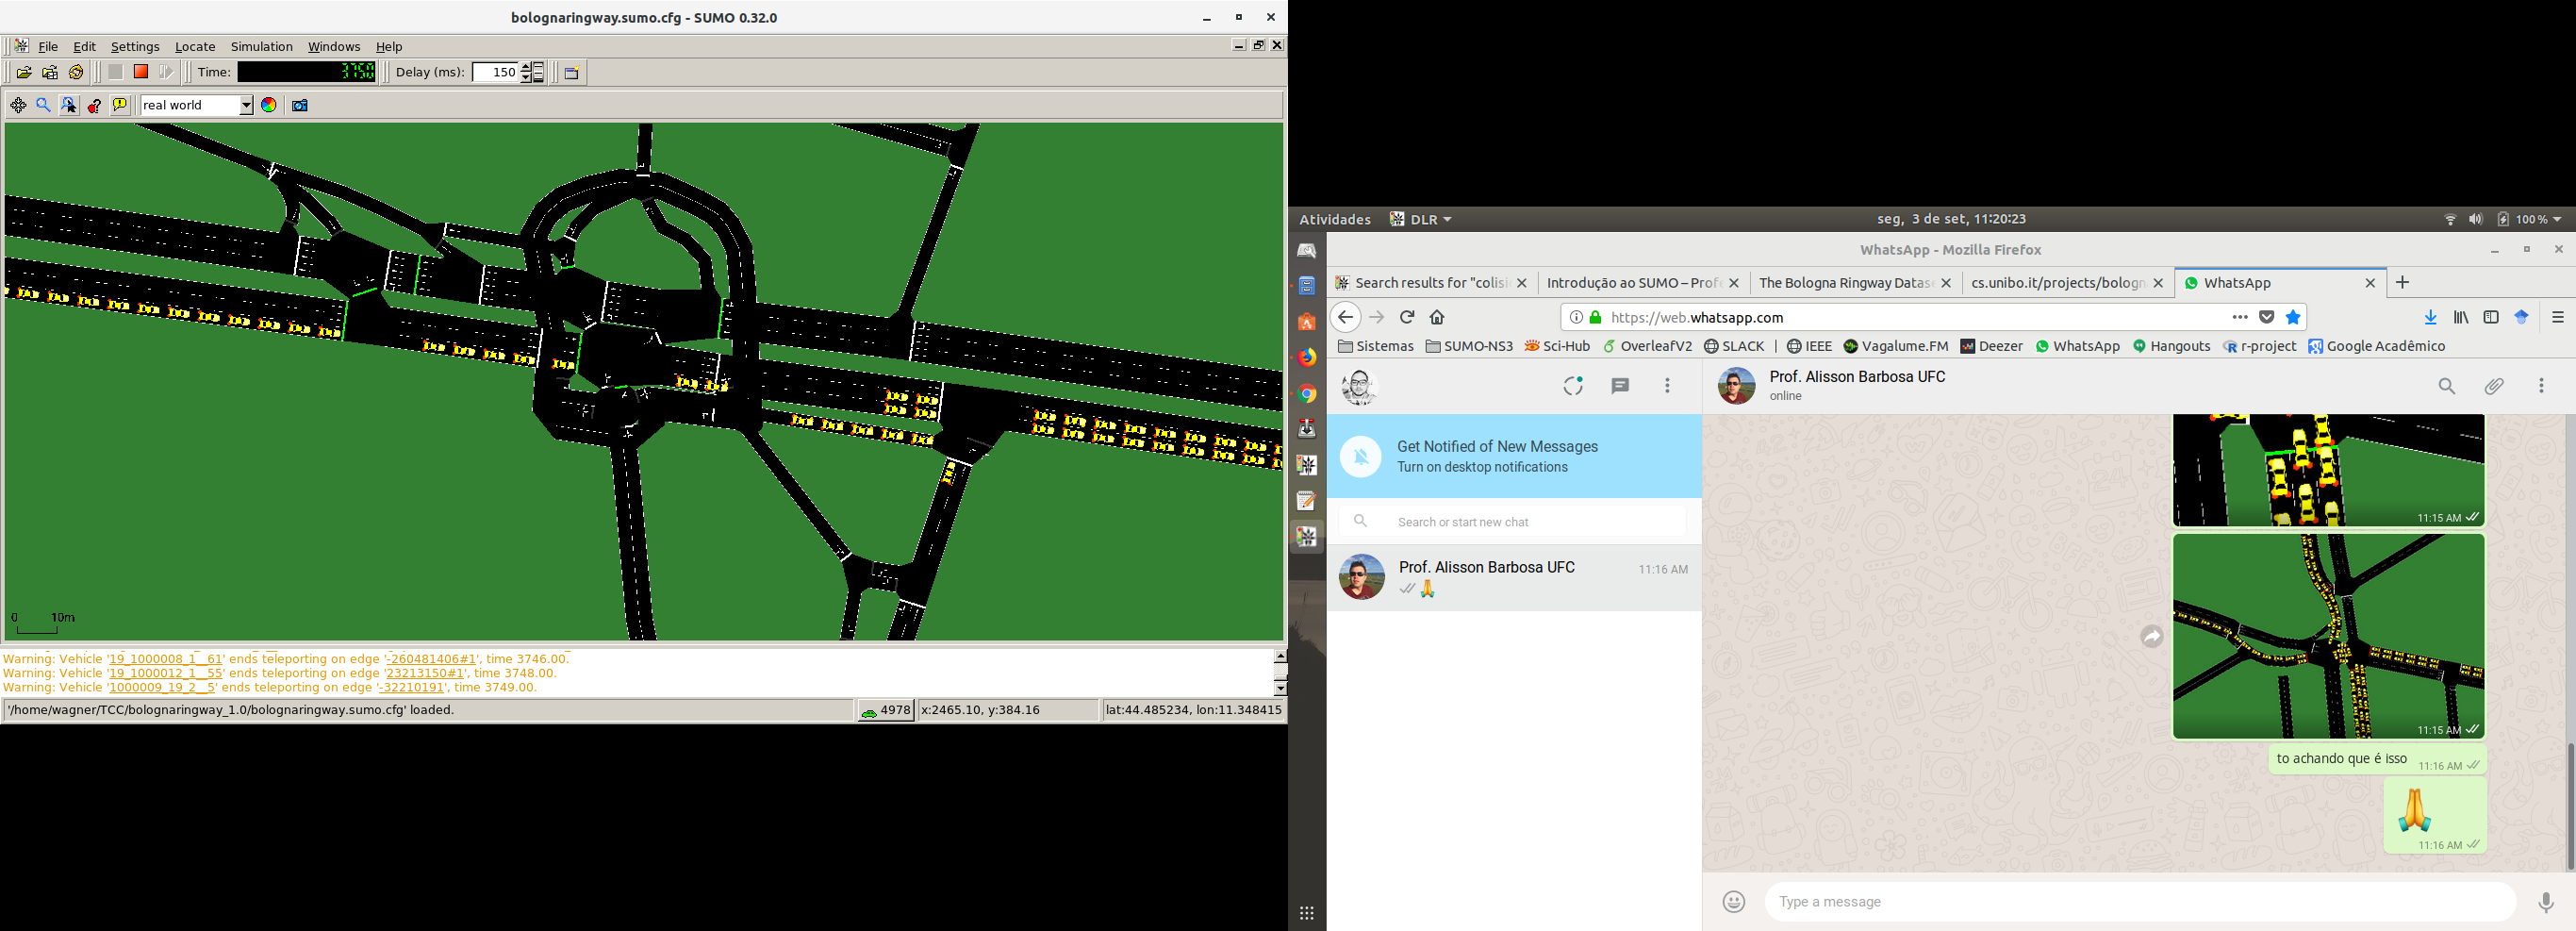 bolognaringway.sumo.cfg - SUMO 0.32.0
File Edit Settings Locate Simulation Windows Help
Time: 3750 Delay (ms): 150
real world
0 10m
Warning: Vehicle '19_1000008_1__61' ends teleporting on edge '-260481406#1', time 3746.00.
Warning: Vehicle '19_1000012_1__55' ends teleporting on edge '23213150#1', time 3748.00.
Warning: Vehicle '1000009_19_2__5' ends teleporting on edge '-32210191', time 3749.00.
'/home/wagner/TCC/bolognaringway_1.0/bolognaringway.sumo.cfg' loaded. 4978 x:2465.10, y:384.16 lat:44.485234, lon:11.348415
Atividades DLR seg, 3 de set, 11:20:23 100 %
WhatsApp - Mozilla Firefox
Search results for "colis Introdução ao SUMO – Prof The Bologna Ringway Datas cs.unibo.it/projects/bologn WhatsApp
https://web.whatsapp.com
Sistemas SUMO-NS3 Sci-Hub OverleafV2 SLACK | IEEE Vagalume.FM Deezer WhatsApp Hangouts r-project Google Acadêmico
Prof. Alisson Barbosa UFC
online
Get Notified of New Messages
Turn on desktop notifications
Search or start new chat
Prof. Alisson Barbosa UFC 11:16 AM
11:15 AM
11:15 AM
to achando que é isso 11:16 AM
11:16 AM
Type a message